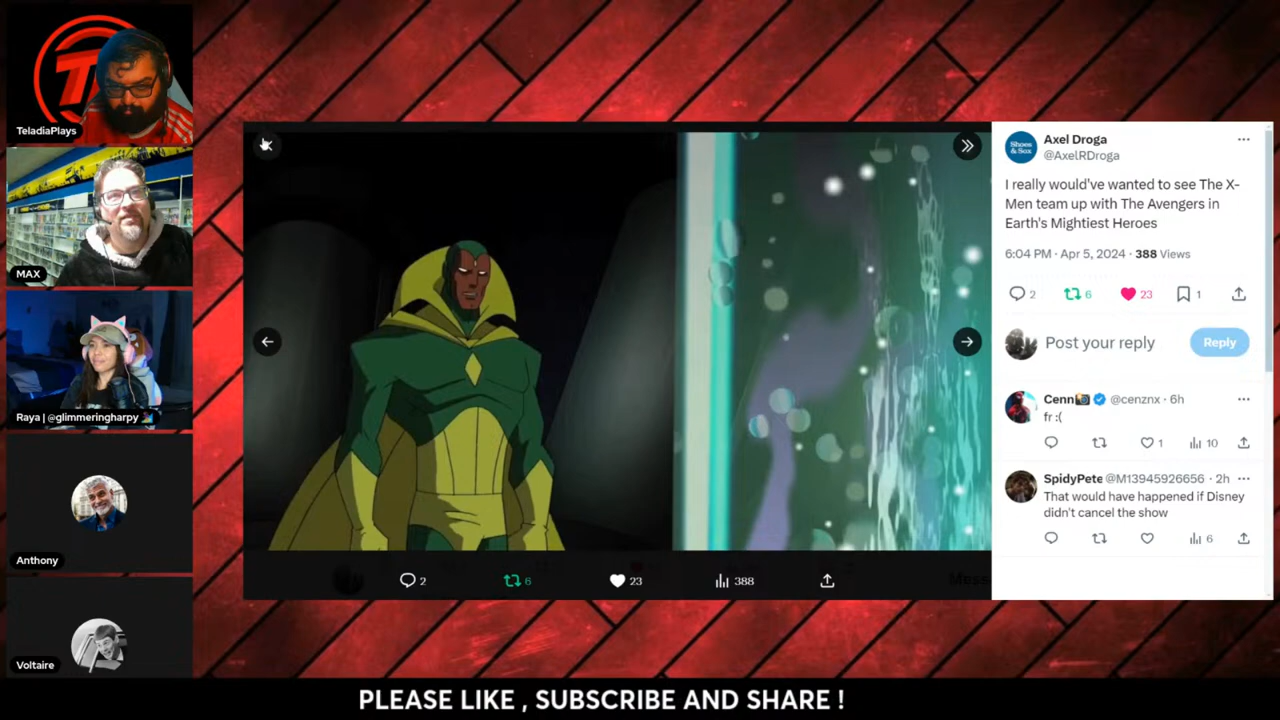 TeladiaPlays
MAX
Raya | @glimmeringharpy
Anthony
Voltaire
2
6
23
388
Shoes
& Sox
Axel Droga
@AxelRDroga
I really would've wanted to see The X-
Men team up with The Avengers in
Earth's Mightiest Heroes
6:04 PM · Apr 5, 2024 · 388 Views
2
6
23
1
Post your reply
Reply
Cenn @cenznx · 6h
fr :(
1
10
SpidyPete @M13945926656 · 2h
That would have happened if Disney
didn't cancel the show
6
PLEASE LIKE , SUBSCRIBE AND SHARE !